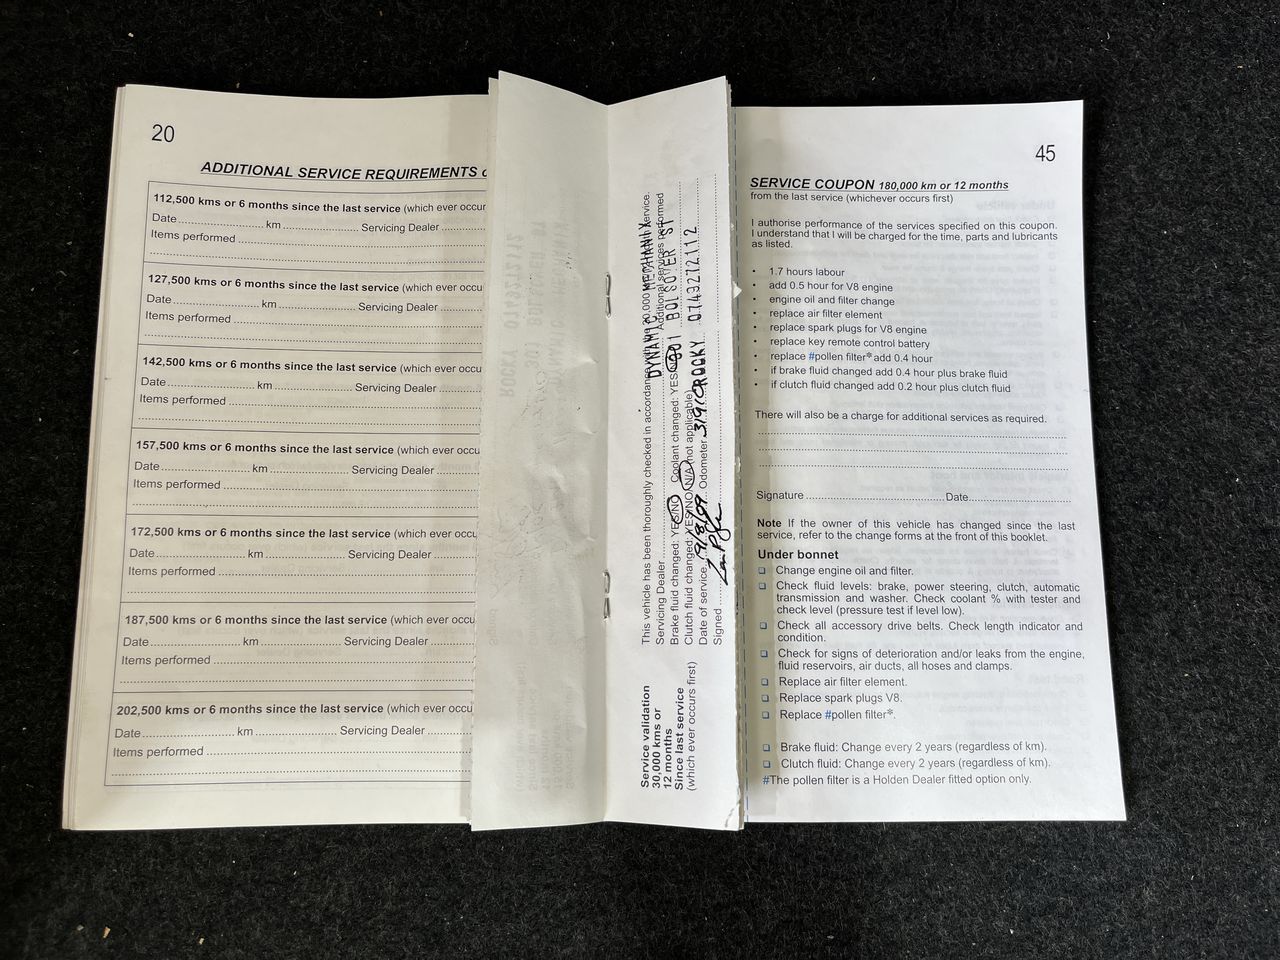 20
ADDITIONAL SERVICE REQUIREMENTS
112,500 kms or 6 months since the last service (which ever occur
Date km Servicing Dealer
Items performed
127,500 kms or 6 months since the last service (which ever occu
Date km Servicing Dealer
Items performed
142,500 kms or 6 months since the last service (which ever occu
Date km Servicing Dealer
Items performed
157,500 kms or 6 months since the last service (which ever occu
Date km Servicing Dealer
Items performed
172,500 kms or 6 months since the last service (which ever occu
Date km Servicing Dealer
Items performed
187,500 kms or 6 months since the last service (which ever occu
Date km Servicing Dealer
Items performed
202,500 kms or 6 months since the last service (which ever occu
Date km Servicing Dealer
Items performed
Service validation
30,000 kms or
12 months
Since last service
(which ever occurs first)
This vehicle has been thoroughly checked in accordance with the 30,000 km service.
Servicing Dealer Additional services performed
Brake fluid changed: YES/NO Coolant changed: YES
Clutch fluid changed: YES/NO N/A (not applicable)
Date of service Odometer
Signed
DYNAMIC
BOLSOVER ST
ROCKY 0749272112
45
SERVICE COUPON 180,000 km or 12 months
from the last service (whichever occurs first)
I authorise performance of the services specified on this coupon.
I understand that I will be charged for the time, parts and lubricants
as listed.
• 1.7 hours labour
• add 0.5 hour for V8 engine
• engine oil and filter change
• replace air filter element
• replace spark plugs for V8 engine
• replace key remote control battery
• replace #pollen filter* add 0.4 hour
• if brake fluid changed add 0.4 hour plus brake fluid
• if clutch fluid changed add 0.2 hour plus clutch fluid
There will also be a charge for additional services as required.
Signature Date
Note If the owner of this vehicle has changed since the last
service, refer to the change forms at the front of this booklet.
Under bonnet
❑ Change engine oil and filter.
❑ Check fluid levels: brake, power steering, clutch, automatic
transmission and washer. Check coolant % with tester and
check level (pressure test if level low).
❑ Check all accessory drive belts. Check length indicator and
condition.
❑ Check for signs of deterioration and/or leaks from the engine,
fluid reservoirs, air ducts, all hoses and clamps.
❑ Replace air filter element.
❑ Replace spark plugs V8.
❑ Replace #pollen filter*.
❑ Brake fluid: Change every 2 years (regardless of km).
❑ Clutch fluid: Change every 2 years (regardless of km).
#The pollen filter is a Holden Dealer fitted option only.